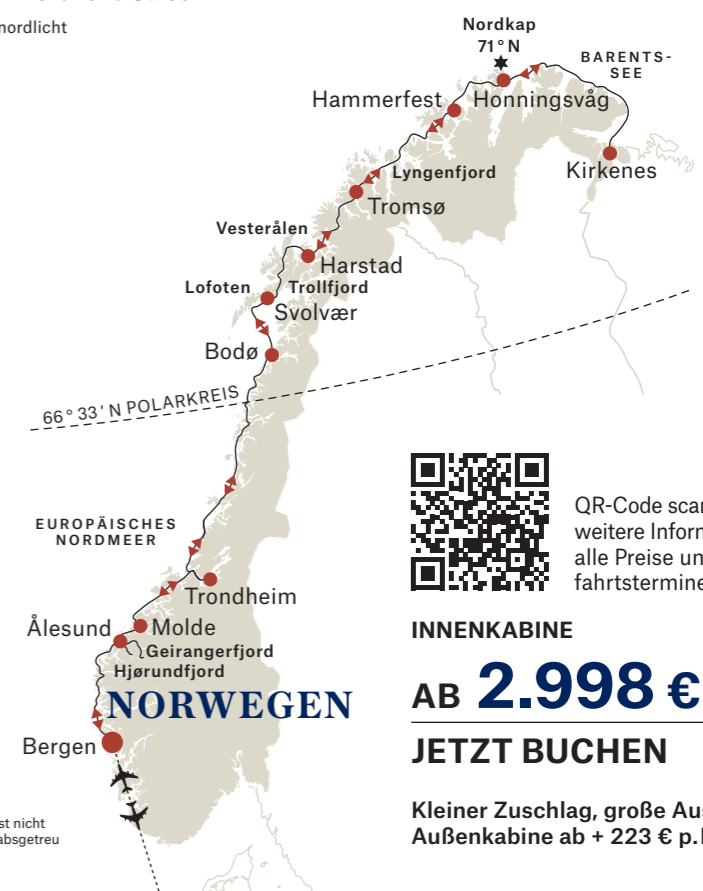 nordlicht
Nordkap
71° N
BARENTS-
SEE
Hammerfest
Honningsvåg
Kirkenes
Lyngenfjord
Tromsø
Vesterålen
Harstad
Lofoten
Trollfjord
Svolvær
Bodø
66° 33' N POLARKREIS
EUROPÄISCHES
NORDMEER
Trondheim
Ålesund
Molde
Geirangerfjord
Hjørundfjord
NORWEGEN
Bergen
st nicht
absgetreu
QR-Code scan
weitere Inform
alle Preise un
fahrtstermine
INNENKABINE
AB 2.998 €
JETZT BUCHEN
Kleiner Zuschlag, große Aus
Außenkabine ab + 223 € p.